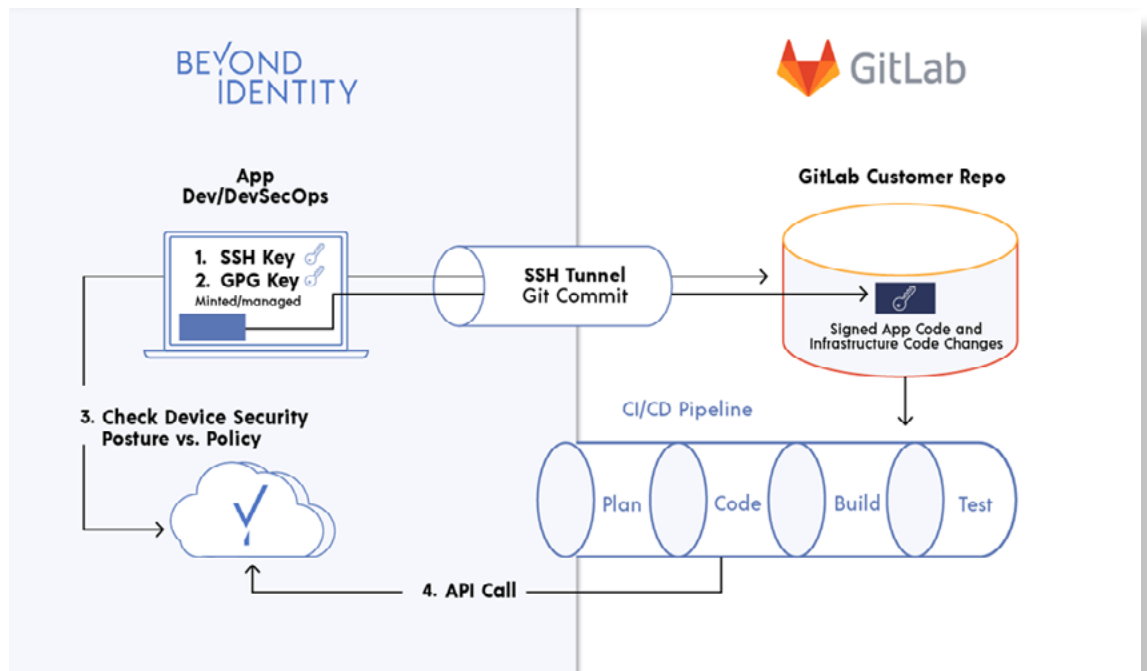 BEYOND
IDENTITY
GitLab
App
Dev/DevSecOps
1. SSH Key
2. GPG Key
Minted/managed
SSH Tunnel
Git Commit
GitLab Customer Repo
Signed App Code and
Infrastructure Code Changes
3. Check Device Security
Posture vs. Policy
CI/CD Pipeline
Plan
Code
Build
Test
4. API Call